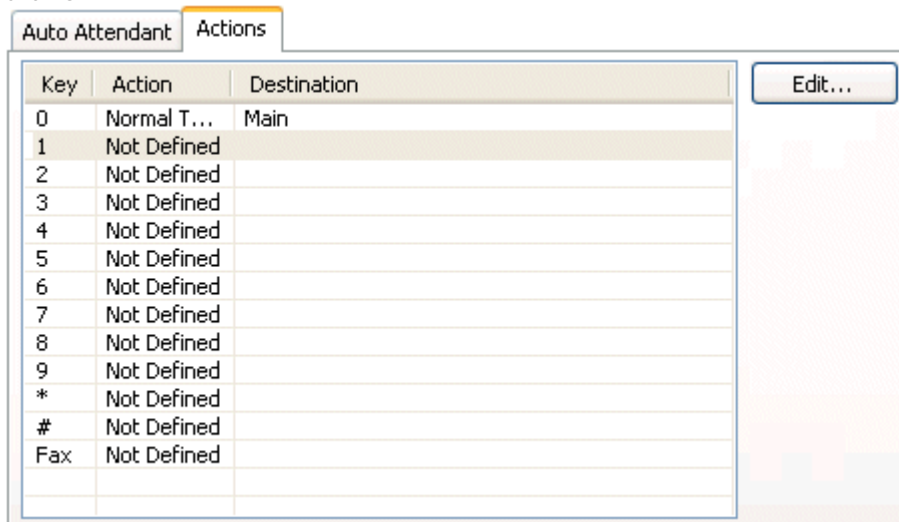 Auto Attendant Actions
Key Action Destination Edit...
0 Normal T... Main
1 Not Defined
2 Not Defined
3 Not Defined
4 Not Defined
5 Not Defined
6 Not Defined
7 Not Defined
8 Not Defined
9 Not Defined
* Not Defined
# Not Defined
Fax Not Defined